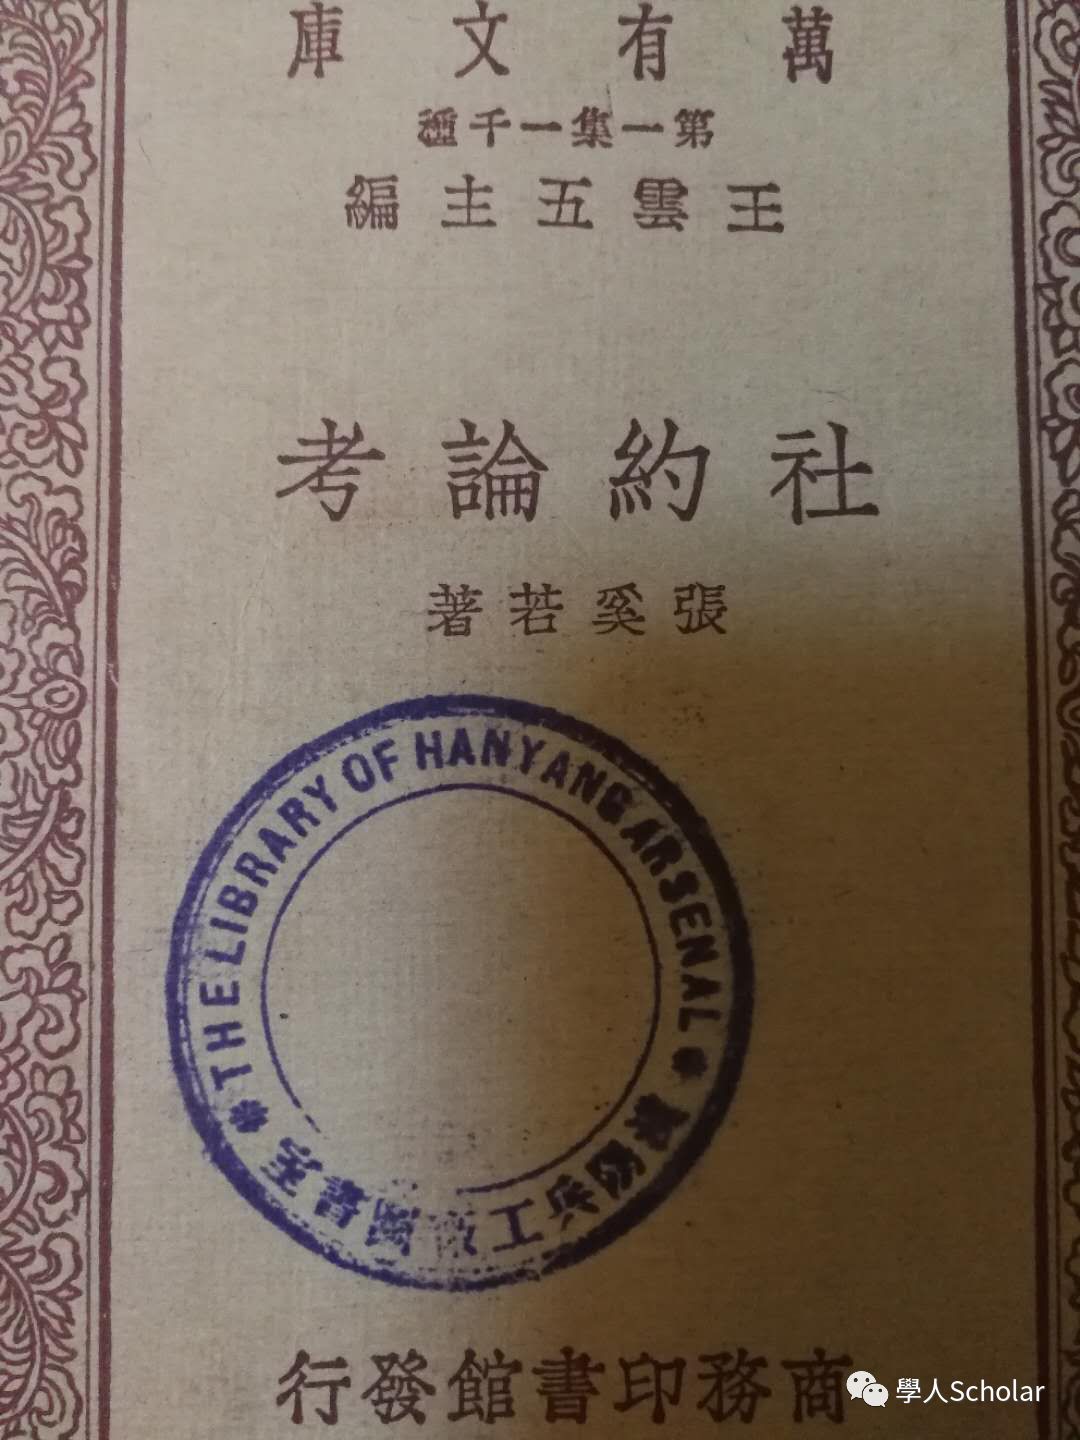 萬有文庫
第一集一千種
王雲五主編
社約論考
張奚若著
THE LIBRARY OF HANYANG ARSENAL
漢陽兵工廠圖書室
商務印書館發行
學人Scholar